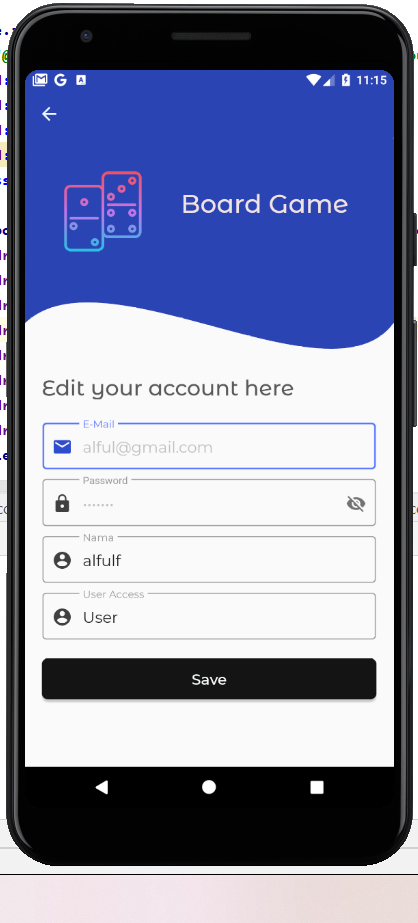 11:15
Board Game
Edit your account here
E-Mail
alful@gmail.com
Password
·······
Nama
alfulf
User Access
User
Save